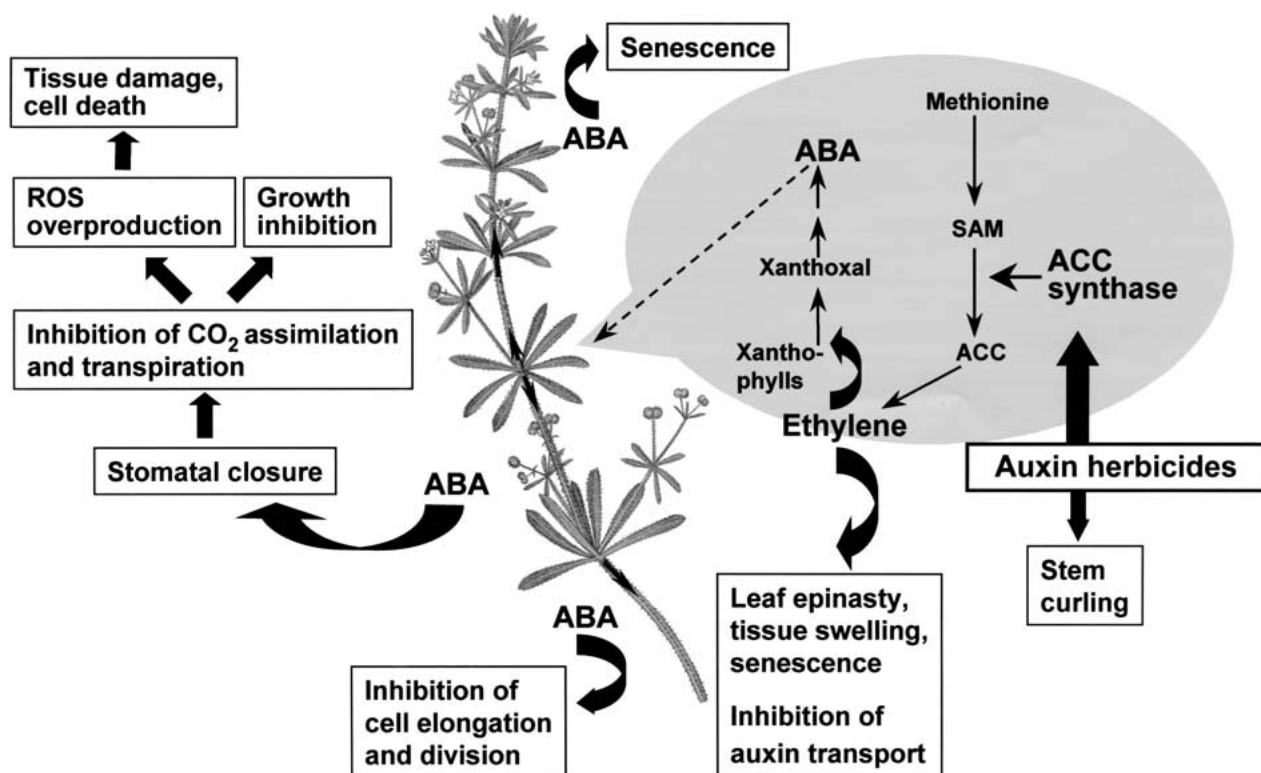 Senescence
Tissue damage,
cell death
ABA
Methionine
ABA
ROS
overproduction
Growth
inhibition
SAM
Xanthoxal
ACC
synthase
Inhibition of CO₂ assimilation
and transpiration
Xantho-
phylls
ACC
Ethylene
Stomatal closure
ABA
Auxin herbicides
Stem
curling
ABA
Leaf epinasty,
tissue swelling,
senescence
Inhibition of
auxin transport
Inhibition of
cell elongation
and division